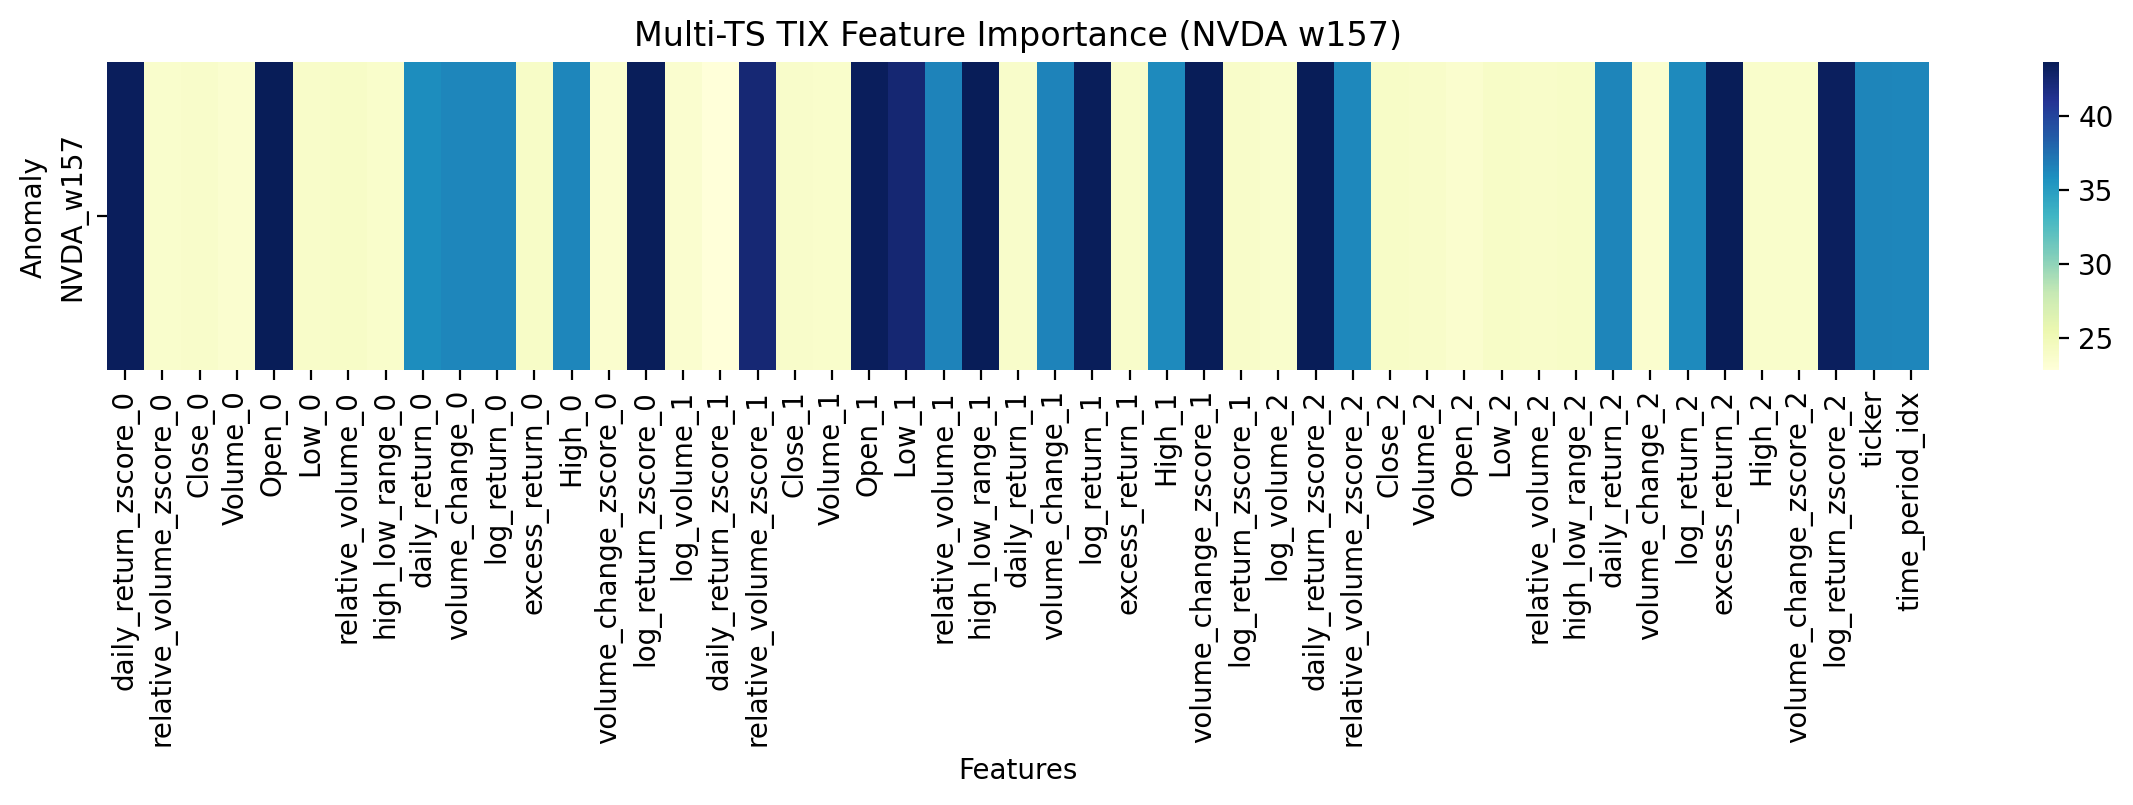 Multi-TS TIX Feature Importance (NVDA w157)
Anomaly
NVDA_w157
40
35
30
25
daily_return_zscore_0
relative_volume_zscore_0
Close_0
Volume_0
Open_0
Low_0
relative_volume_0
high_low_range_0
daily_return_0
volume_change_0
log_return_0
excess_return_0
High_0
volume_change_zscore_0
log_return_zscore_0
log_volume_1
daily_return_zscore_1
relative_volume_zscore_1
Close_1
Volume_1
Open_1
Low_1
relative_volume_1
high_low_range_1
daily_return_1
volume_change_1
log_return_1
excess_return_1
High_1
volume_change_zscore_1
log_return_zscore_1
log_volume_2
daily_return_zscore_2
relative_volume_zscore_2
Close_2
Volume_2
Open_2
Low_2
relative_volume_2
high_low_range_2
daily_return_2
volume_change_2
log_return_2
excess_return_2
High_2
volume_change_zscore_2
log_return_zscore_2
ticker
time_period_idx
Features